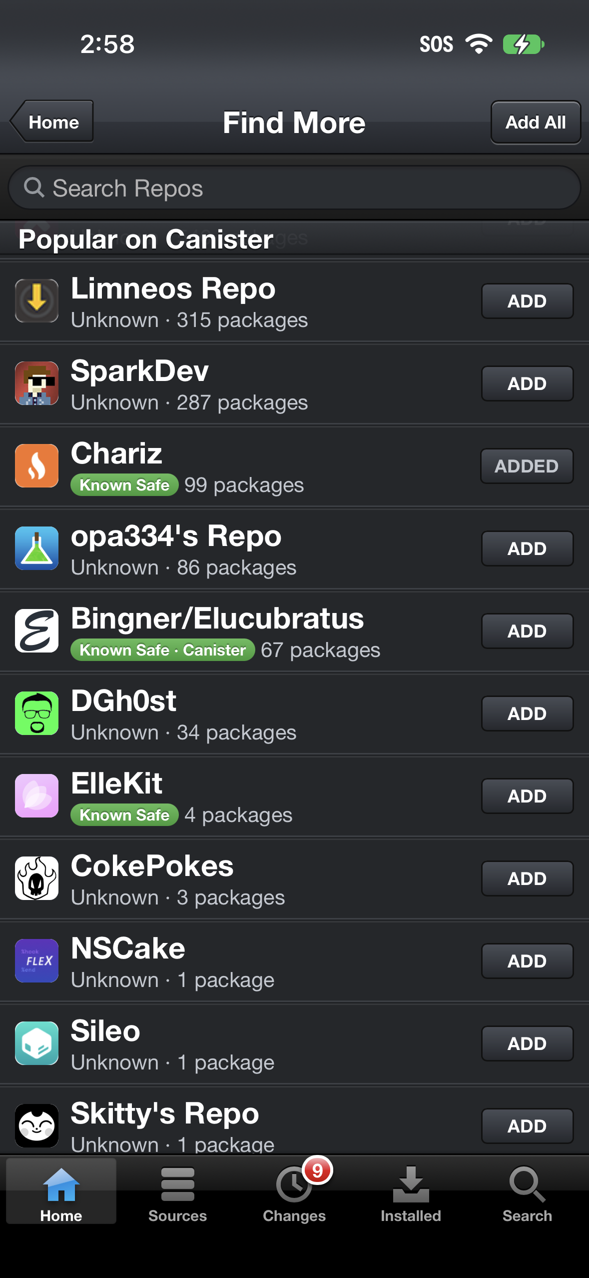 2:58
SOS
Home
Find More
Add All
Search Repos
Popular on Canister
Limneos Repo
Unknown · 315 packages
ADD
SparkDev
Unknown · 287 packages
ADD
Chariz
Known Safe 99 packages
ADDED
opa334's Repo
Unknown · 86 packages
ADD
Bingner/Elucubratus
Known Safe · Canister 67 packages
ADD
DGh0st
Unknown · 34 packages
ADD
ElleKit
Known Safe 4 packages
ADD
CokePokes
Unknown · 3 packages
ADD
FLEX
NSCake
Unknown · 1 package
ADD
Sileo
Unknown · 1 package
ADD
Skitty's Repo
Unknown · 1 package
ADD
9
Home
Sources
Changes
Installed
Search